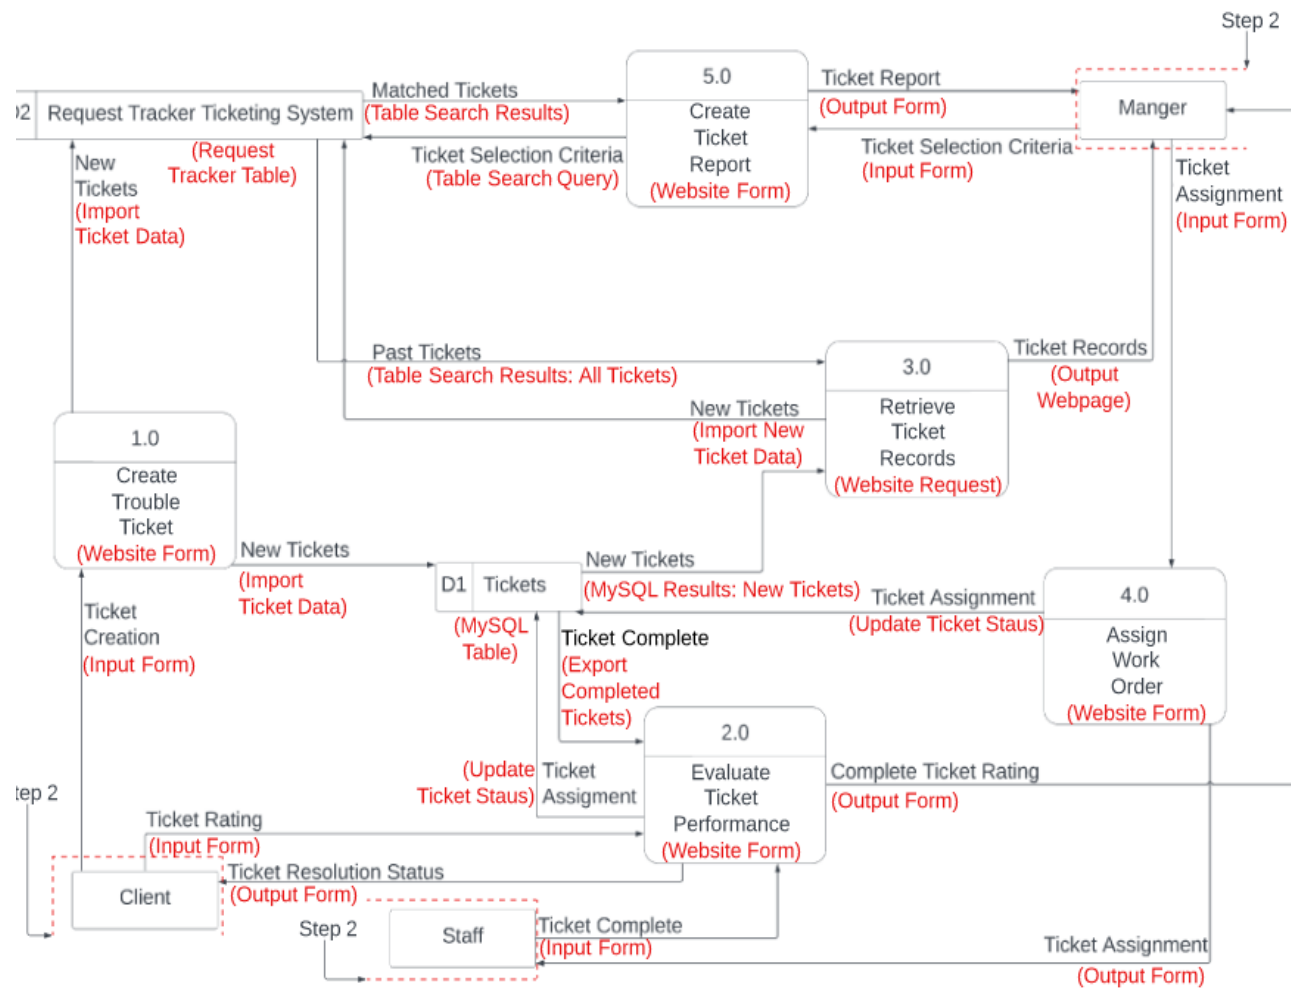 Step 2
5.0
Create
Ticket
Report
(Website Form)
Matched Tickets
(Table Search Results)
Ticket Report
(Output Form)
Manger
2 Request Tracker Ticketing System
(Request
Tracker Table)
Ticket Selection Criteria
(Table Search Query)
Ticket Selection Criteria
(Input Form)
New
Tickets
(Import
Ticket Data)
Ticket
Assignment
(Input Form)
Past Tickets
(Table Search Results: All Tickets)
3.0
Retrieve
Ticket
Records
(Website Request)
Ticket Records
(Output
Webpage)
New Tickets
(Import New
Ticket Data)
1.0
Create
Trouble
Ticket
(Website Form)
New Tickets
(Import
Ticket Data)
D1 Tickets
(MySQL
Table)
New Tickets
(MySQL Results: New Tickets)
Ticket Assignment
(Update Ticket Staus)
4.0
Assign
Work
Order
(Website Form)
Ticket
Creation
(Input Form)
Ticket Complete
(Export
Completed
Tickets)
2.0
Evaluate
Ticket
Performance
(Website Form)
(Update
Ticket Staus)
Ticket
Assigment
Complete Ticket Rating
(Output Form)
tep 2
Ticket Rating
(Input Form)
Client
Ticket Resolution Status
(Output Form)
Step 2
Staff
Ticket Complete
(Input Form)
Ticket Assignment
(Output Form)